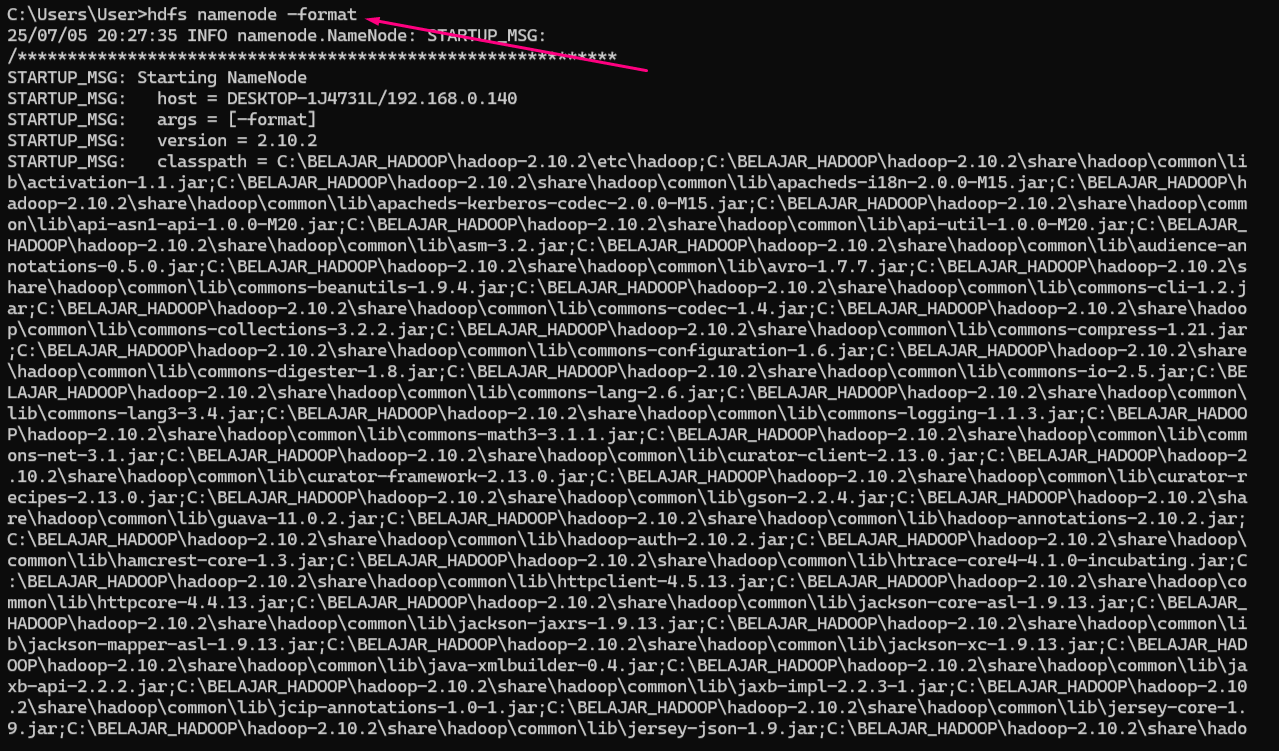 C:\Users\User>hdfs namenode —format
25/07/05 20:27:35 INFO namenode.NameNode: STARTUP_MSG:
/************************************************************
STARTUP_MSG: Starting NameNode
STARTUP_MSG:   host = DESKTOP-1J4731L/192.168.0.140
STARTUP_MSG:   args = [—format]
STARTUP_MSG:   version = 2.10.2
STARTUP_MSG:   classpath = C:\BELAJAR_HADOOP\hadoop-2.10.2\etc\hadoop;C:\BELAJAR_HADOOP\hadoop-2.10.2\share\hadoop\common\li
b\activation-1.1.jar;C:\BELAJAR_HADOOP\hadoop-2.10.2\share\hadoop\common\lib\apacheds-i18n-2.0.0-M15.jar;C:\BELAJAR_HADOOP\h
adoop-2.10.2\share\hadoop\common\lib\apacheds-kerberos-codec-2.0.0-M15.jar;C:\BELAJAR_HADOOP\hadoop-2.10.2\share\hadoop\comm
on\lib\api-asn1-api-1.0.0-M20.jar;C:\BELAJAR_HADOOP\hadoop-2.10.2\share\hadoop\common\lib\api-util-1.0.0-M20.jar;C:\BELAJAR_
HADOOP\hadoop-2.10.2\share\hadoop\common\lib\asm-3.2.jar;C:\BELAJAR_HADOOP\hadoop-2.10.2\share\hadoop\common\lib\audience-an
notations-0.5.0.jar;C:\BELAJAR_HADOOP\hadoop-2.10.2\share\hadoop\common\lib\avro-1.7.7.jar;C:\BELAJAR_HADOOP\hadoop-2.10.2\s
hare\hadoop\common\lib\commons-beanutils-1.9.4.jar;C:\BELAJAR_HADOOP\hadoop-2.10.2\share\hadoop\common\lib\commons-cli-1.2.j
ar;C:\BELAJAR_HADOOP\hadoop-2.10.2\share\hadoop\common\lib\commons-codec-1.4.jar;C:\BELAJAR_HADOOP\hadoop-2.10.2\share\hadoo
p\common\lib\commons-collections-3.2.2.jar;C:\BELAJAR_HADOOP\hadoop-2.10.2\share\hadoop\common\lib\commons-compress-1.21.jar
;C:\BELAJAR_HADOOP\hadoop-2.10.2\share\hadoop\common\lib\commons-configuration-1.6.jar;C:\BELAJAR_HADOOP\hadoop-2.10.2\share
\hadoop\common\lib\commons-digester-1.8.jar;C:\BELAJAR_HADOOP\hadoop-2.10.2\share\hadoop\common\lib\commons-io-2.5.jar;C:\BE
LAJAR_HADOOP\hadoop-2.10.2\share\hadoop\common\lib\commons-lang-2.6.jar;C:\BELAJAR_HADOOP\hadoop-2.10.2\share\hadoop\common\
lib\commons-lang3-3.4.jar;C:\BELAJAR_HADOOP\hadoop-2.10.2\share\hadoop\common\lib\commons-logging-1.1.3.jar;C:\BELAJAR_HADOO
P\hadoop-2.10.2\share\hadoop\common\lib\commons-math3-3.1.1.jar;C:\BELAJAR_HADOOP\hadoop-2.10.2\share\hadoop\common\lib\comm
ons-net-3.1.jar;C:\BELAJAR_HADOOP\hadoop-2.10.2\share\hadoop\common\lib\curator-client-2.13.0.jar;C:\BELAJAR_HADOOP\hadoop-2
.10.2\share\hadoop\common\lib\curator-framework-2.13.0.jar;C:\BELAJAR_HADOOP\hadoop-2.10.2\share\hadoop\common\lib\curator-r
ecipes-2.13.0.jar;C:\BELAJAR_HADOOP\hadoop-2.10.2\share\hadoop\common\lib\gson-2.2.4.jar;C:\BELAJAR_HADOOP\hadoop-2.10.2\sha
re\hadoop\common\lib\guava-11.0.2.jar;C:\BELAJAR_HADOOP\hadoop-2.10.2\share\hadoop\common\lib\hadoop-annotations-2.10.2.jar;
C:\BELAJAR_HADOOP\hadoop-2.10.2\share\hadoop\common\lib\hadoop-auth-2.10.2.jar;C:\BELAJAR_HADOOP\hadoop-2.10.2\share\hadoop\
common\lib\hamcrest-core-1.3.jar;C:\BELAJAR_HADOOP\hadoop-2.10.2\share\hadoop\common\lib\htrace-core4-4.1.0-incubating.jar;C
:\BELAJAR_HADOOP\hadoop-2.10.2\share\hadoop\common\lib\httpclient-4.5.13.jar;C:\BELAJAR_HADOOP\hadoop-2.10.2\share\hadoop\co
mmon\lib\httpcore-4.4.13.jar;C:\BELAJAR_HADOOP\hadoop-2.10.2\share\hadoop\common\lib\jackson-core-asl-1.9.13.jar;C:\BELAJAR_
HADOOP\hadoop-2.10.2\share\hadoop\common\lib\jackson-jaxrs-1.9.13.jar;C:\BELAJAR_HADOOP\hadoop-2.10.2\share\hadoop\common\li
b\jackson-mapper-asl-1.9.13.jar;C:\BELAJAR_HADOOP\hadoop-2.10.2\share\hadoop\common\lib\jackson-xc-1.9.13.jar;C:\BELAJAR_HAD
OOP\hadoop-2.10.2\share\hadoop\common\lib\java-xmlbuilder-0.4.jar;C:\BELAJAR_HADOOP\hadoop-2.10.2\share\hadoop\common\lib\ja
xb-api-2.2.2.jar;C:\BELAJAR_HADOOP\hadoop-2.10.2\share\hadoop\common\lib\jaxb-impl-2.2.3-1.jar;C:\BELAJAR_HADOOP\hadoop-2.10
.2\share\hadoop\common\lib\jcip-annotations-1.0-1.jar;C:\BELAJAR_HADOOP\hadoop-2.10.2\share\hadoop\common\lib\jersey-core-1.
9.jar;C:\BELAJAR_HADOOP\hadoop-2.10.2\share\hadoop\common\lib\jersey-json-1.9.jar;C:\BELAJAR_HADOOP\hadoop-2.10.2\share\hado